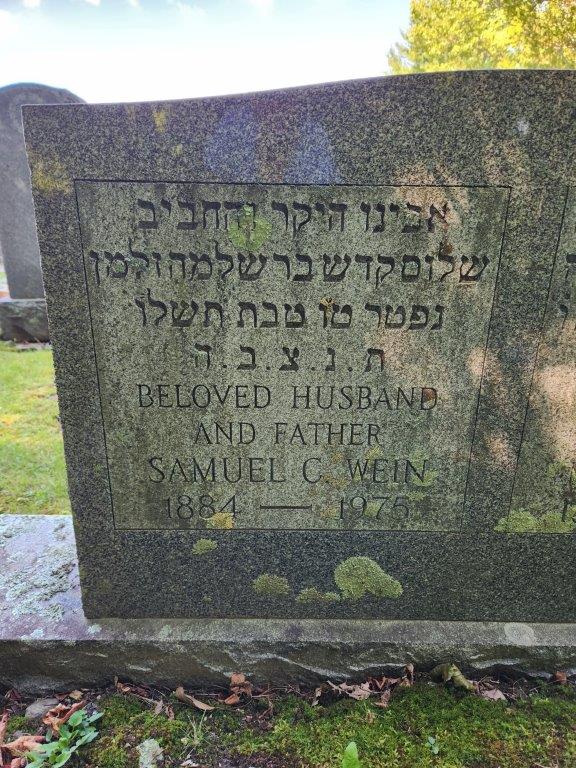 אבינו היקר והחביב
שלום קדש בר שלמה זלמן
נפטר טו טבת תשלו
ת.נ.צ.ב.ה
BELOVED HUSBAND
AND FATHER
SAMUEL C. WEIN
1884 — 1975